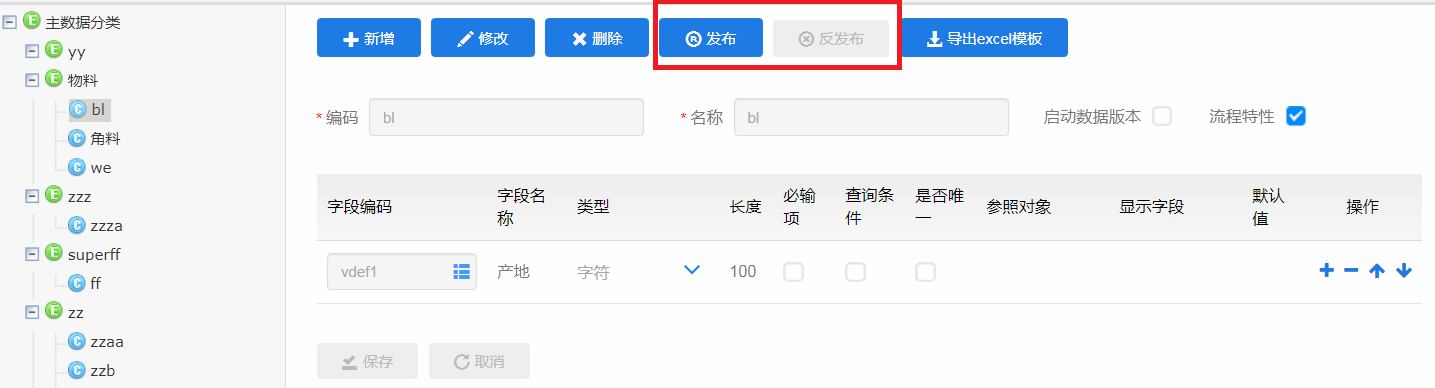 主数据分类
yy
物料
bl
角料
we
zzz
zzza
superff
ff
zz
zzaa
zzb
新增 修改 删除 发布 反发布 导出excel模板
* 编码 bl * 名称 bl 启动数据版本 流程特性
字段编码 字段名称 类型 长度 必输项 查询条件 是否唯一 参照对象 显示字段 默认值 操作
vdef1 产地 字符 100
保存 取消